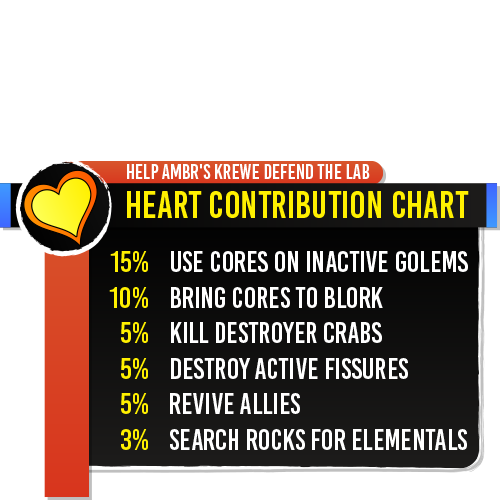 HELP AMBR'S KREWE DEFEND THE LAB
HEART CONTRIBUTION CHART
15% USE CORES ON INACTIVE GOLEMS
10% BRING CORES TO BLORK
5% KILL DESTROYER CRABS
5% DESTROY ACTIVE FISSURES
5% REVIVE ALLIES
3% SEARCH ROCKS FOR ELEMENTALS